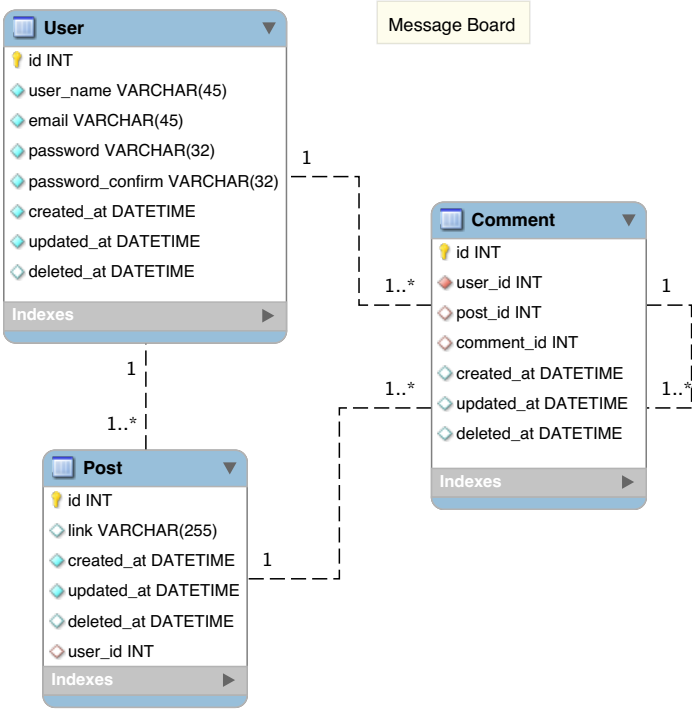 User
id INT
user_name VARCHAR(45)
email VARCHAR(45)
password VARCHAR(32)
password_confirm VARCHAR(32)
created_at DATETIME
updated_at DATETIME
deleted_at DATETIME
Indexes
Message Board
1
1..*
Comment
id INT
user_id INT
post_id INT
comment_id INT
created_at DATETIME
updated_at DATETIME
deleted_at DATETIME
Indexes
1
1..*
1
1..*
1..*
1
Post
id INT
link VARCHAR(255)
created_at DATETIME
updated_at DATETIME
deleted_at DATETIME
user_id INT
Indexes